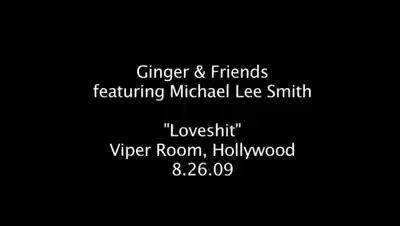 Ginger & Friends
featuring Michael Lee Smith
"Loveshit"
Viper Room, Hollywood
8.26.09